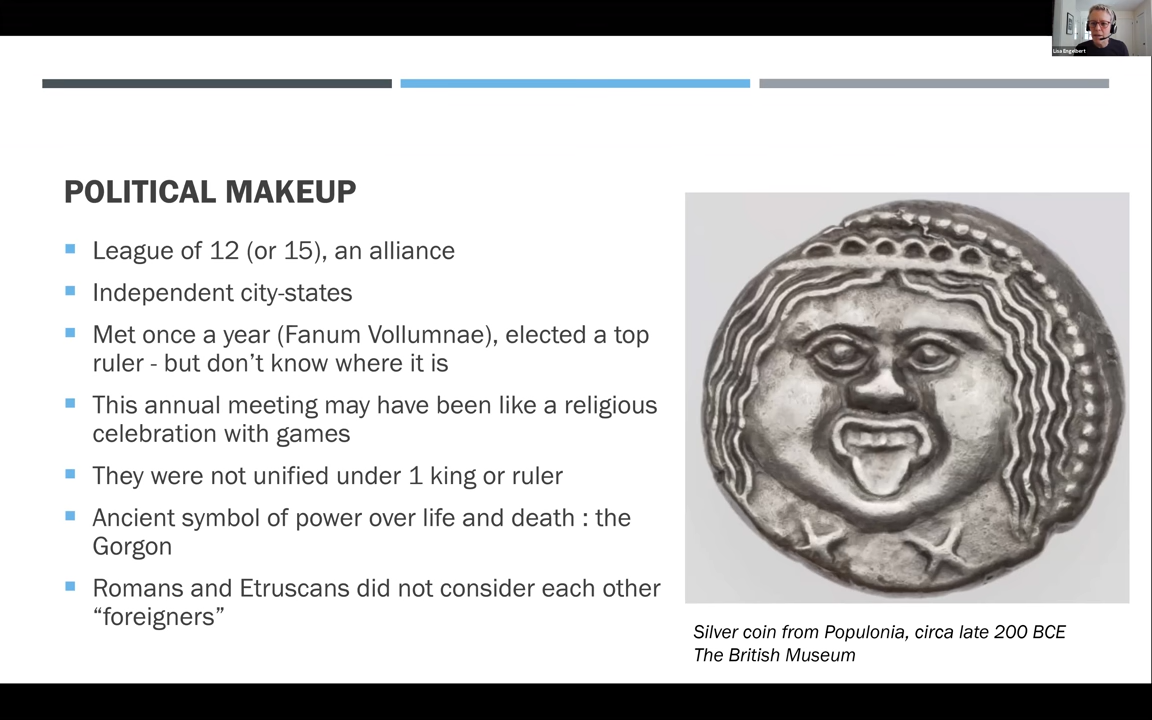 Lisa Engelbert
POLITICAL MAKEUP
League of 12 (or 15), an alliance
Independent city-states
Met once a year (Fanum Vollumnae), elected a top
ruler - but don’t know where it is
This annual meeting may have been like a religious
celebration with games
They were not unified under 1 king or ruler
Ancient symbol of power over life and death : the
Gorgon
Romans and Etruscans did not consider each other
“foreigners”
Silver coin from Populonia, circa late 200 BCE
The British Museum